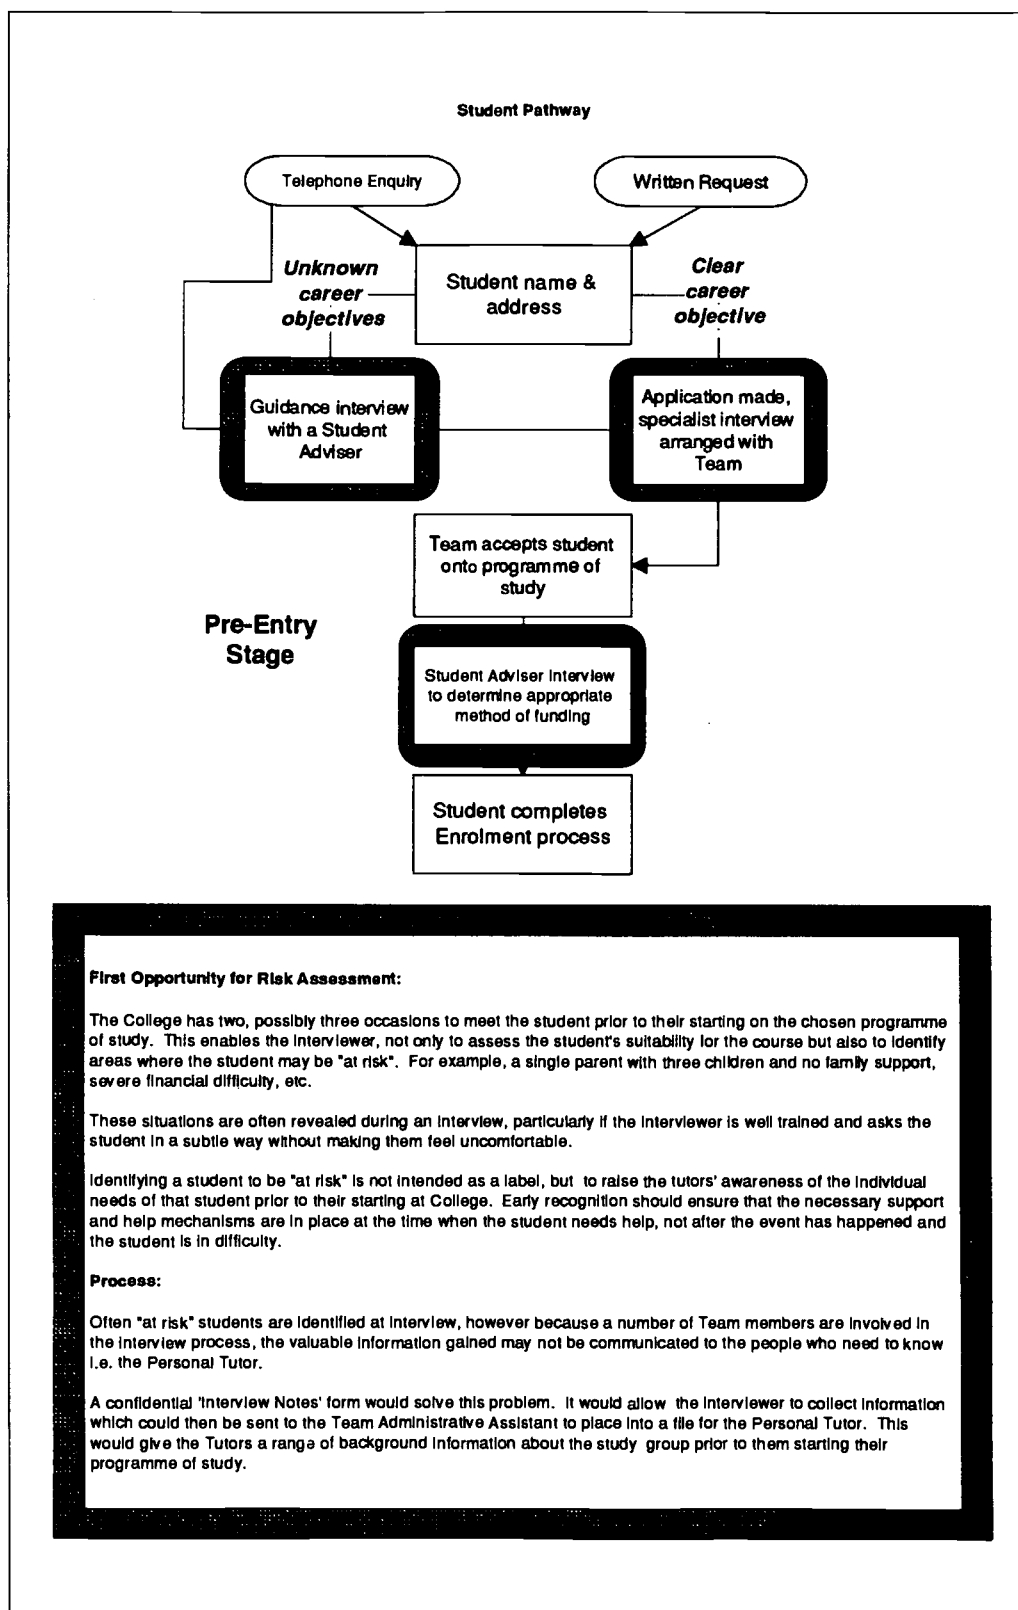 Student Pathway
Telephone Enquiry
Written Request
Unknown
career
objectives
Student name &
address
Clear
career
objective
Guidance interview
with a Student
Adviser
Application made,
specialist interview
arranged with
Team
Team accepts student
onto programme of
study
Pre-Entry
Stage
Student Adviser Interview
to determine appropriate
method of funding
Student completes
Enrolment process
First Opportunity for Risk Assessment:
The College has two, possibly three occasions to meet the student prior to their starting on the chosen programme
of study. This enables the Interviewer, not only to assess the student's suitability for the course but also to identify
areas where the student may be "at risk". For example, a single parent with three children and no family support,
severe financial difficulty, etc.
These situations are often revealed during an interview, particularly if the interviewer is well trained and asks the
student in a subtle way without making them feel uncomfortable.
Identifying a student to be "at risk" is not intended as a label, but to raise the tutors' awareness of the individual
needs of that student prior to their starting at College. Early recognition should ensure that the necessary support
and help mechanisms are in place at the time when the student needs help, not after the event has happened and
the student is in difficulty.
Process:
Often "at risk" students are identified at interview, however because a number of Team members are involved in
the interview process, the valuable information gained may not be communicated to the people who need to know
i.e. the Personal Tutor.
A confidential 'Interview Notes' form would solve this problem. It would allow the interviewer to collect information
which could then be sent to the Team Administrative Assistant to place into a file for the Personal Tutor. This
would give the Tutors a range of background information about the study group prior to them starting their
programme of study.